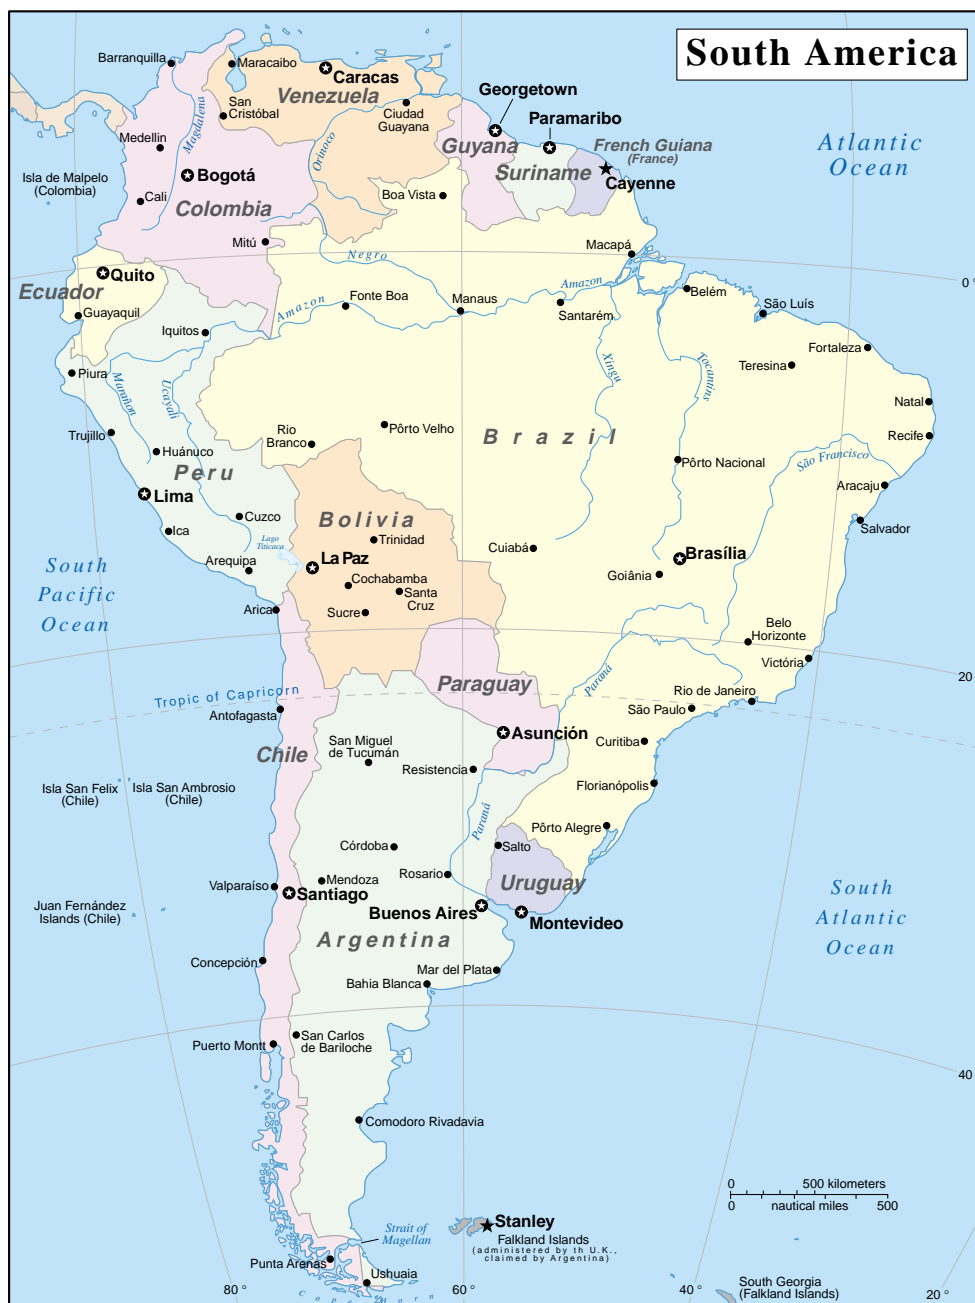 South America
Barranquilla
Maracaibo
Caracas
Venezuela
Georgetown
San
Cristóbal
Ciudad
Guayana
Paramaribo
Magdalena
Orinoco
Medellin
Guyana
French Guiana
(France)
Atlantic
Ocean
Suriname
Isla de Malpelo
(Colombia)
Bogotá
Cayenne
Cali
Colombia
Boa Vista
Mitú
Macapá
Negro
Quito
Ecuador
Amazon
Belém
0 °
Fonte Boa
Manaus
Santarém
São Luís
Guayaquil
Amazon
Iquitos
Fortaleza
Teresina
Piura
Marañon
Ucayali
Xingu
Tocantins
Natal
Trujillo
Rio
Branco
Pôrto Velho
Brazil
Recife
Huánuco
Peru
Pôrto Nacional
São Francisco
Lima
Aracaju
Ica
Cuzco
Bolivia
Salvador
Lago
Titicaca
Trinidad
Cuiabá
Brasília
Arequipa
La Paz
Goiânia
South
Pacific
Ocean
Cochabamba
Santa
Cruz
Arica
Sucre
Belo
Horizonte
Victória
Paraná
20
Tropic of Capricorn
Paraguay
Rio de Janeiro
Antofagasta
São Paulo
Asunción
Chile
San Miguel
de Tucumán
Curitiba
Resistencia
Isla San Felix
(Chile)
Isla San Ambrosio
(Chile)
Florianópolis
Paraná
Pôrto Alegre
Córdoba
Salto
Valparaíso
Mendoza
Rosario
Uruguay
Santiago
Juan Fernández
Islands (Chile)
Buenos Aires
Montevideo
South
Atlantic
Ocean
Argentina
Concepción
Mar del Plata
Bahia Blanca
San Carlos
de Bariloche
Puerto Montt
40
Comodoro Rivadavia
0 500 kilometers
0 nautical miles 500
Stanley
Falkland Islands
(administered by th U.K.,
claimed by Argentina)
Strait of
Magellan
Punta Arenas
Ushuaia
South Georgia
(Falkland Islands)
80°
60
40 °
20 °
Cape Horn